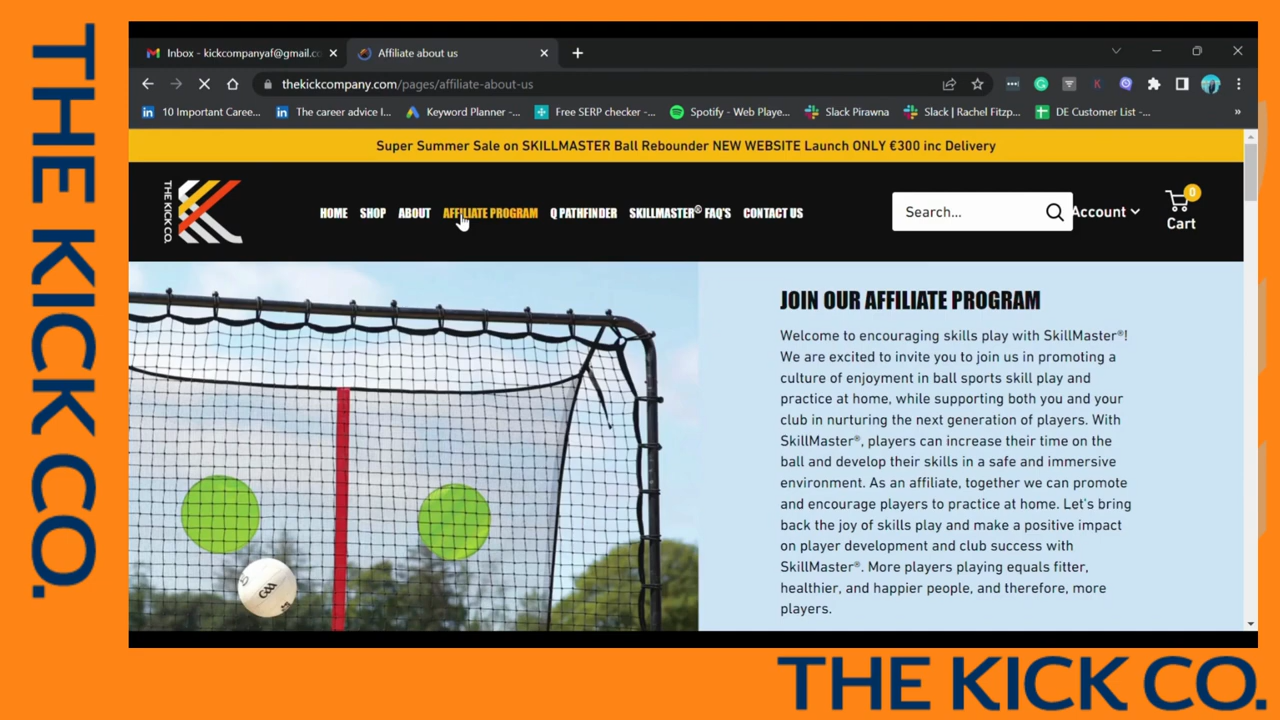 THE KICK CO.
Inbox - kickcompanyaf@gmail.co
Affiliate about us
thekickcompany.com/pages/affiliate-about-us
10 Important Caree...
The career advice I...
Keyword Planner -...
Free SERP checker -...
Spotify - Web Playe...
Slack Pirawna
Slack | Rachel Fitzp...
DE Customer List -...
Super Summer Sale on SKILLMASTER Ball Rebounder NEW WEBSITE Launch ONLY €300 inc Delivery
THE KICK CO.
HOME SHOP ABOUT AFFILIATE PROGRAM Q PATHFINDER SKILLMASTER® FAQ'S CONTACT US
Search...
Account
0
Cart
JOIN OUR AFFILIATE PROGRAM
Welcome to encouraging skills play with SkillMaster®!
We are excited to invite you to join us in promoting a
culture of enjoyment in ball sports skill play and
practice at home, while supporting both you and your
club in nurturing the next generation of players. With
SkillMaster®, players can increase their time on the
ball and develop their skills in a safe and immersive
environment. As an affiliate, together we can promote
and encourage players to practice at home. Let's bring
back the joy of skills play and make a positive impact
on player development and club success with
SkillMaster®. More players playing equals fitter,
healthier, and happier people, and therefore, more
players.
GAA
THE KICK CO.